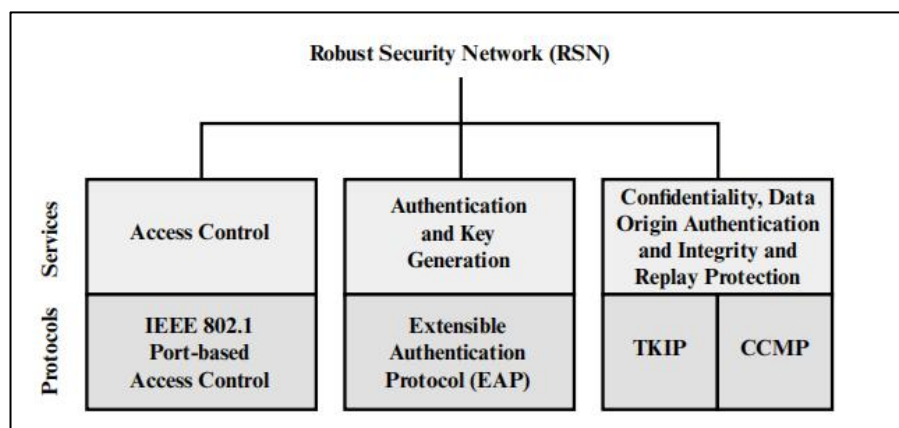 Robust Security Network (RSN)
Services
Access Control
Authentication
and Key
Generation
Confidentiality, Data
Origin Authentication
and Integrity and
Replay Protection
Protocols
IEEE 802.1
Port-based
Access Control
Extensible
Authentication
Protocol (EAP)
TKIP
CCMP